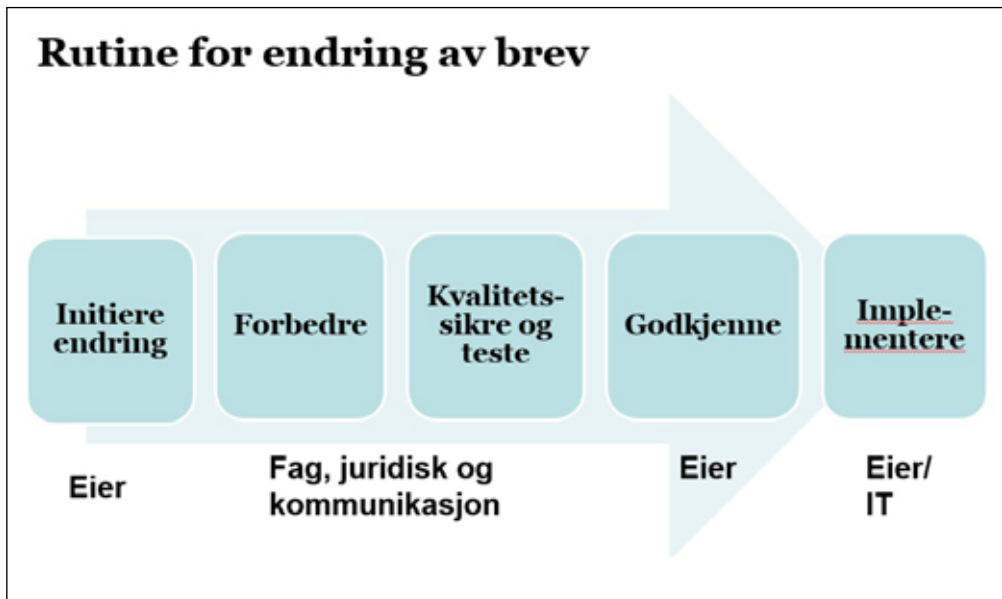 Rutine for endring av brev
Initiere
endring
Forbedre
Kvalitets-
sikre og
teste
Godkjenne
Imple-
mentere
Eier
Fag, juridisk og
kommunikasjon
Eier
Eier/
IT